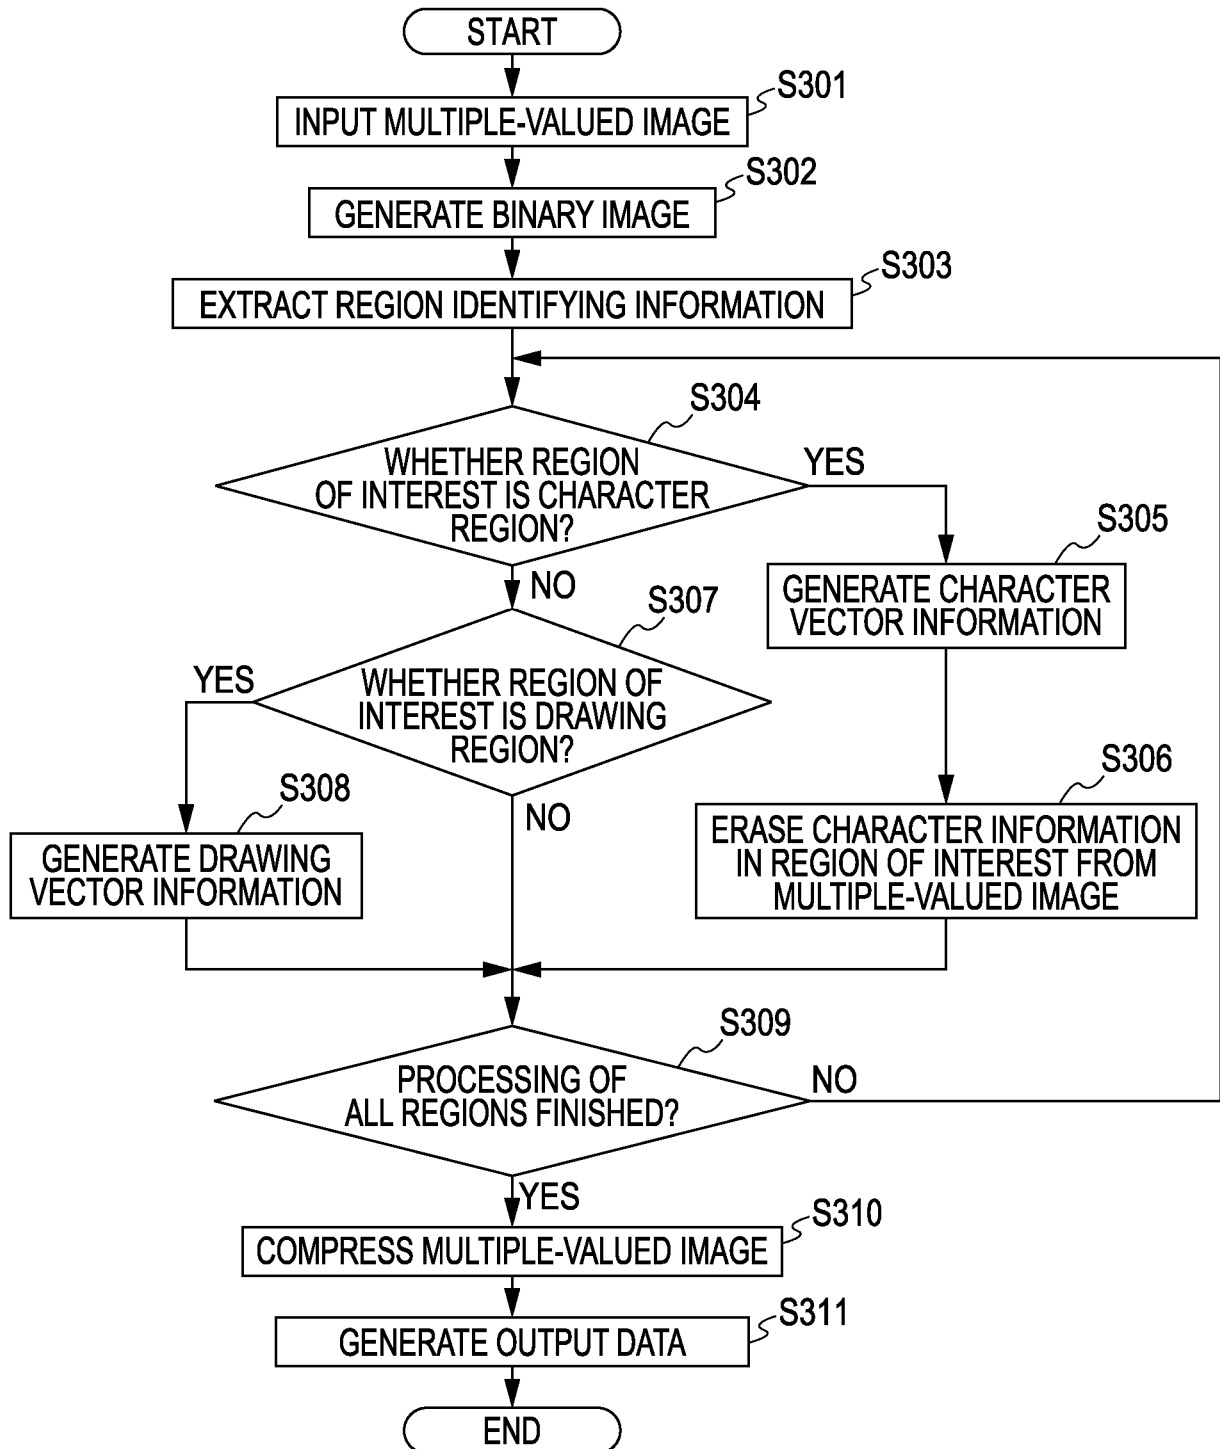 START
S301
INPUT MULTIPLE-VALUED IMAGE
S302
GENERATE BINARY IMAGE
S303
EXTRACT REGION IDENTIFYING INFORMATION
S304
WHETHER REGION
OF INTEREST IS CHARACTER
REGION?
YES
NO
S305
GENERATE CHARACTER
VECTOR INFORMATION
S307
WHETHER REGION OF
INTEREST IS DRAWING
REGION?
YES
NO
S306
ERASE CHARACTER INFORMATION
IN REGION OF INTEREST FROM
MULTIPLE-VALUED IMAGE
S308
GENERATE DRAWING
VECTOR INFORMATION
S309
PROCESSING OF
ALL REGIONS FINISHED?
NO
YES
S310
COMPRESS MULTIPLE-VALUED IMAGE
S311
GENERATE OUTPUT DATA
END